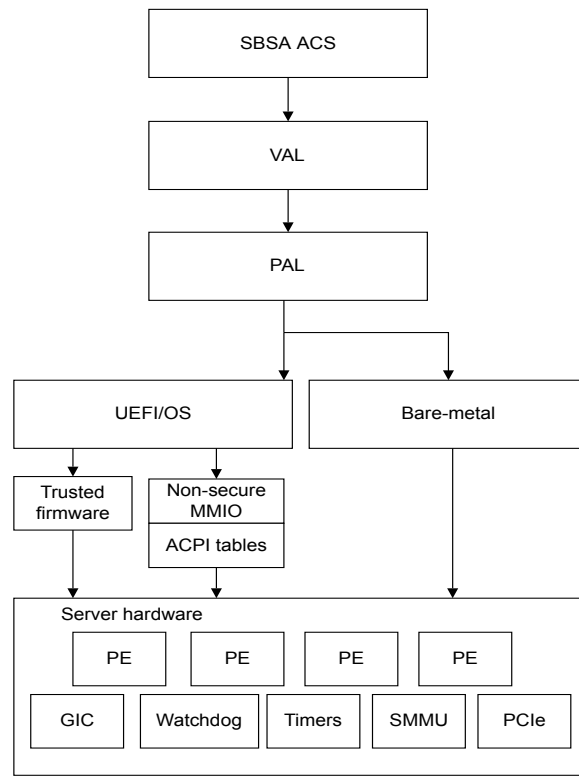 SBSA ACS
VAL
PAL
UEFI/OS
Bare-metal
Trusted
firmware
Non-secure
MMIO
ACPI tables
Server hardware
PE PE PE PE
GIC Watchdog Timers SMMU PCIe